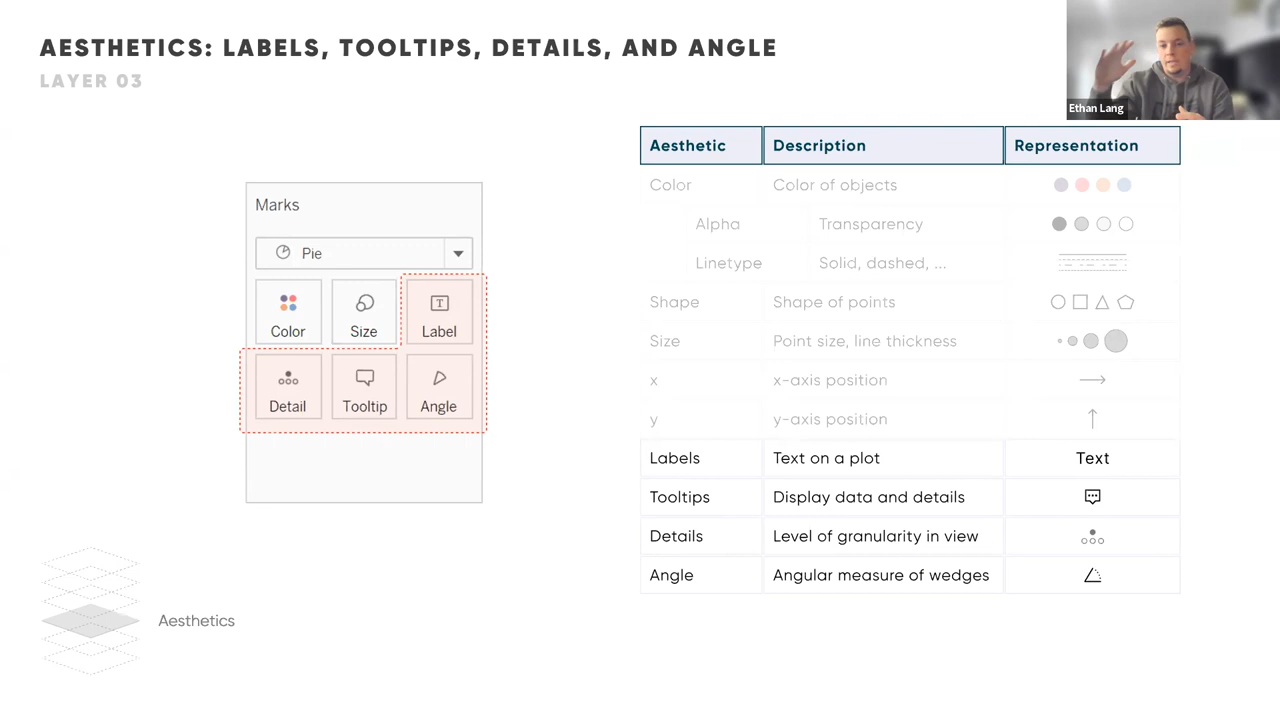 AESTHETICS: LABELS, TOOLTIPS, DETAILS, AND ANGLE
LAYER 03
Ethan Lang
Marks
Pie
Color Size Label
Detail Tooltip Angle
Aesthetics
Aesthetic Description Representation
Color Color of objects
Alpha Transparency
Linetype Solid, dashed, ...
Shape Shape of points
Size Point size, line thickness
x x-axis position
y y-axis position
Labels Text on a plot Text
Tooltips Display data and details
Details Level of granularity in view
Angle Angular measure of wedges